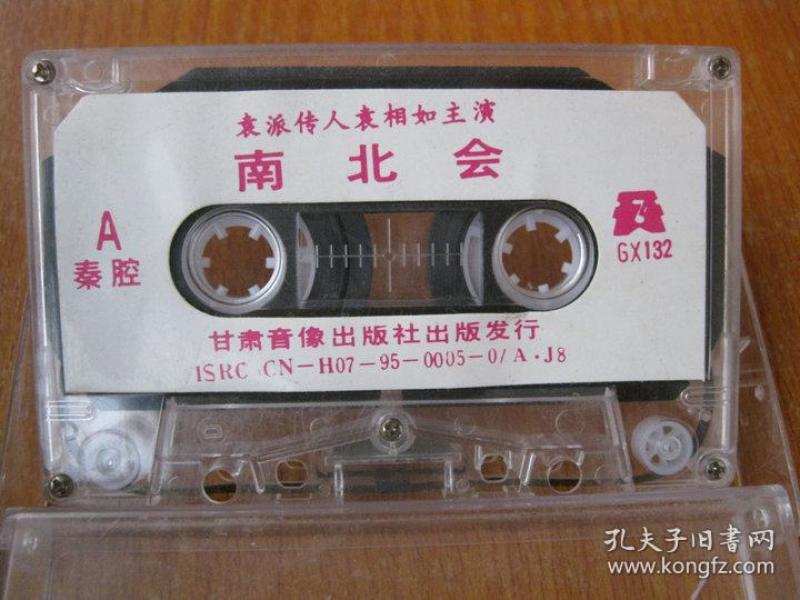 袁派传人袁相如主演
南北会
A
秦腔
GX132
甘肃音像出版社出版发行
ISRC CN-H07-95-0005-0/A·J8
孔夫子旧书网
www.kongfz.com